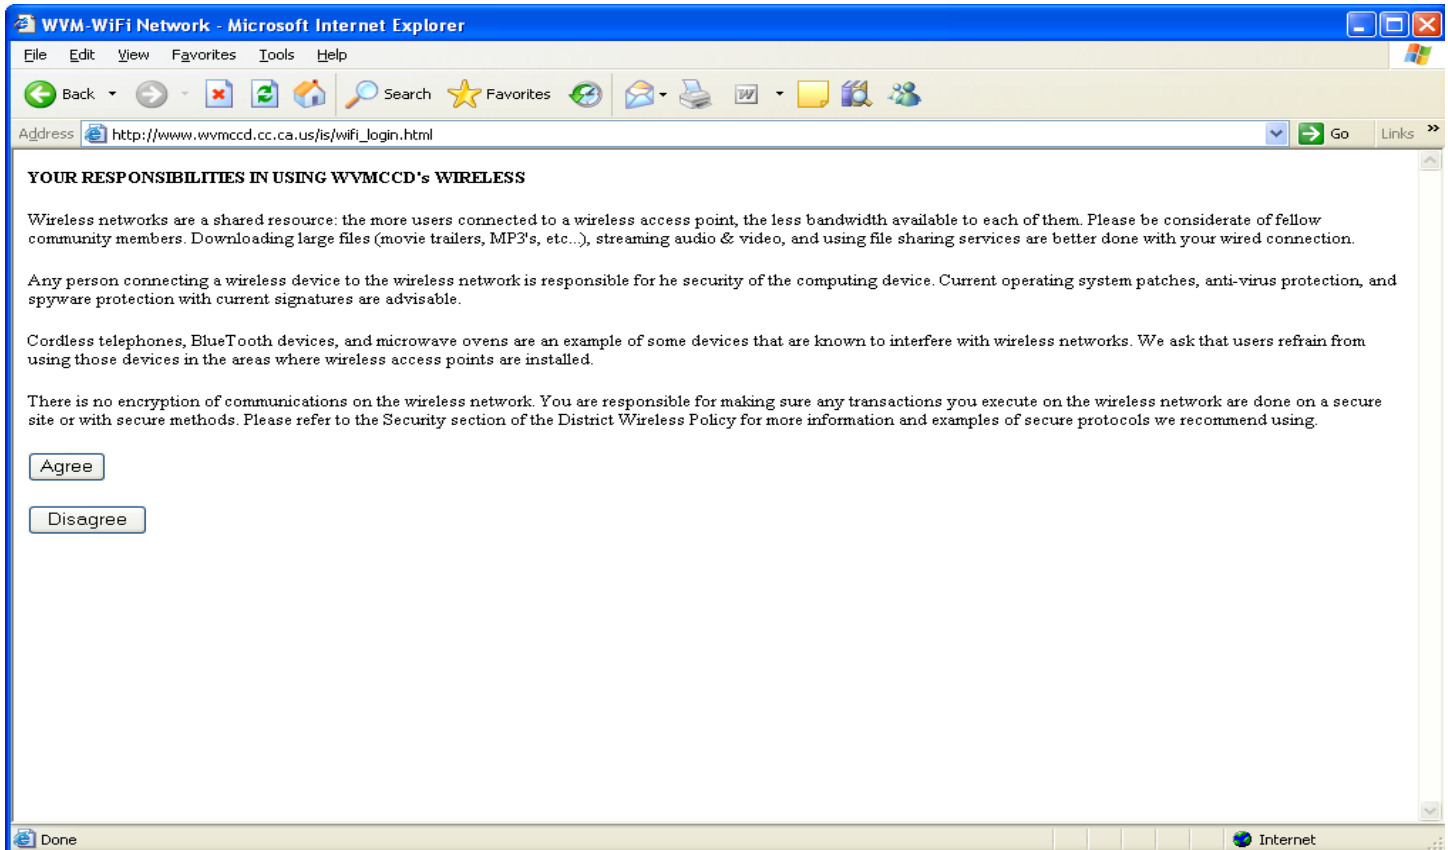 WVM-WiFi Network - Microsoft Internet Explorer
File Edit View Favorites Tools Help
Back Search Favorites
Address http://www.wvmccd.cc.ca.us/is/wifi_login.html Go Links »
YOUR RESPONSIBILITIES IN USING WVMCCD's WIRELESS
Wireless networks are a shared resource: the more users connected to a wireless access point, the less bandwidth available to each of them. Please be considerate of fellow
community members. Downloading large files (movie trailers, MP3's, etc...), streaming audio & video, and using file sharing services are better done with your wired connection.
Any person connecting a wireless device to the wireless network is responsible for he security of the computing device. Current operating system patches, anti-virus protection, and
spyware protection with current signatures are advisable.
Cordless telephones, BlueTooth devices, and microwave ovens are an example of some devices that are known to interfere with wireless networks. We ask that users refrain from
using those devices in the areas where wireless access points are installed.
There is no encryption of communications on the wireless network. You are responsible for making sure any transactions you execute on the wireless network are done on a secure
site or with secure methods. Please refer to the Security section of the District Wireless Policy for more information and examples of secure protocols we recommend using.
Agree
Disagree
Done Internet